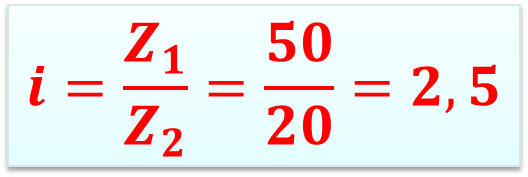 i = Z₁/Z₂ = 50/20 = 2,5